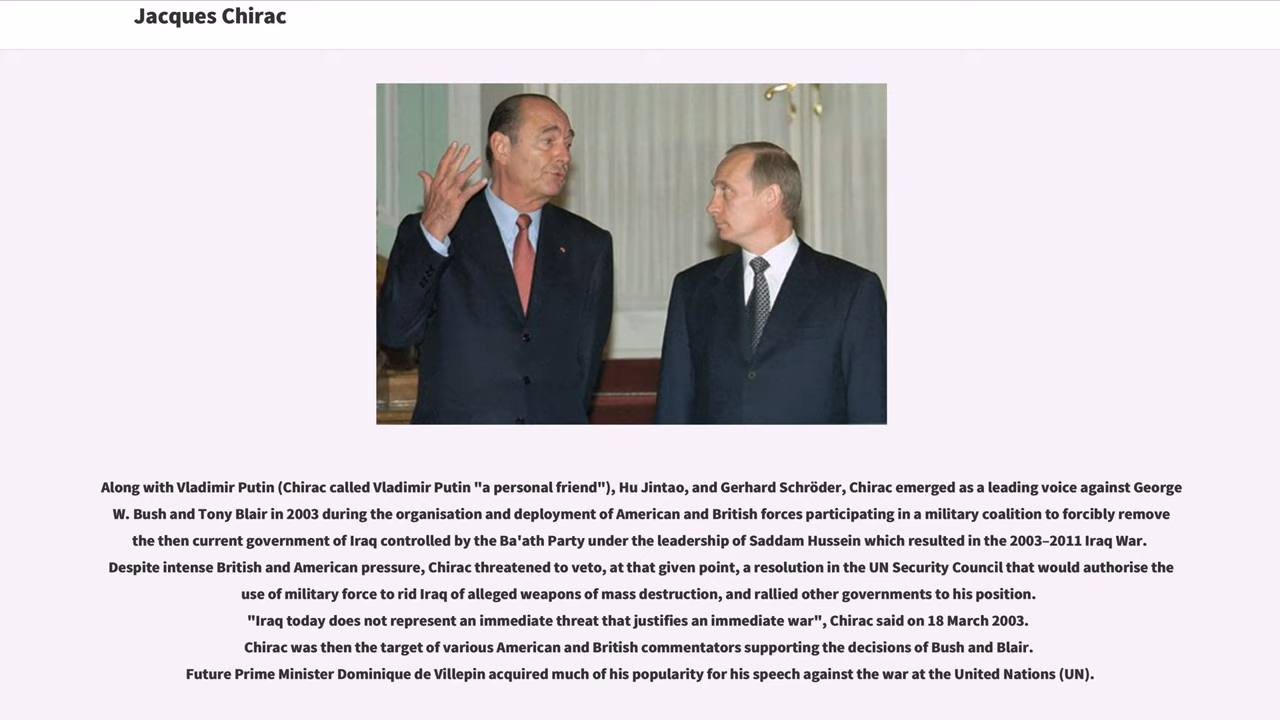 Jacques Chirac
Along with Vladimir Putin (Chirac called Vladimir Putin "a personal friend"), Hu Jintao, and Gerhard Schröder, Chirac emerged as a leading voice against George
W. Bush and Tony Blair in 2003 during the organisation and deployment of American and British forces participating in a military coalition to forcibly remove
the then current government of Iraq controlled by the Ba'ath Party under the leadership of Saddam Hussein which resulted in the 2003–2011 Iraq War.
Despite intense British and American pressure, Chirac threatened to veto, at that given point, a resolution in the UN Security Council that would authorise the
use of military force to rid Iraq of alleged weapons of mass destruction, and rallied other governments to his position.
"Iraq today does not represent an immediate threat that justifies an immediate war", Chirac said on 18 March 2003.
Chirac was then the target of various American and British commentators supporting the decisions of Bush and Blair.
Future Prime Minister Dominique de Villepin acquired much of his popularity for his speech against the war at the United Nations (UN).